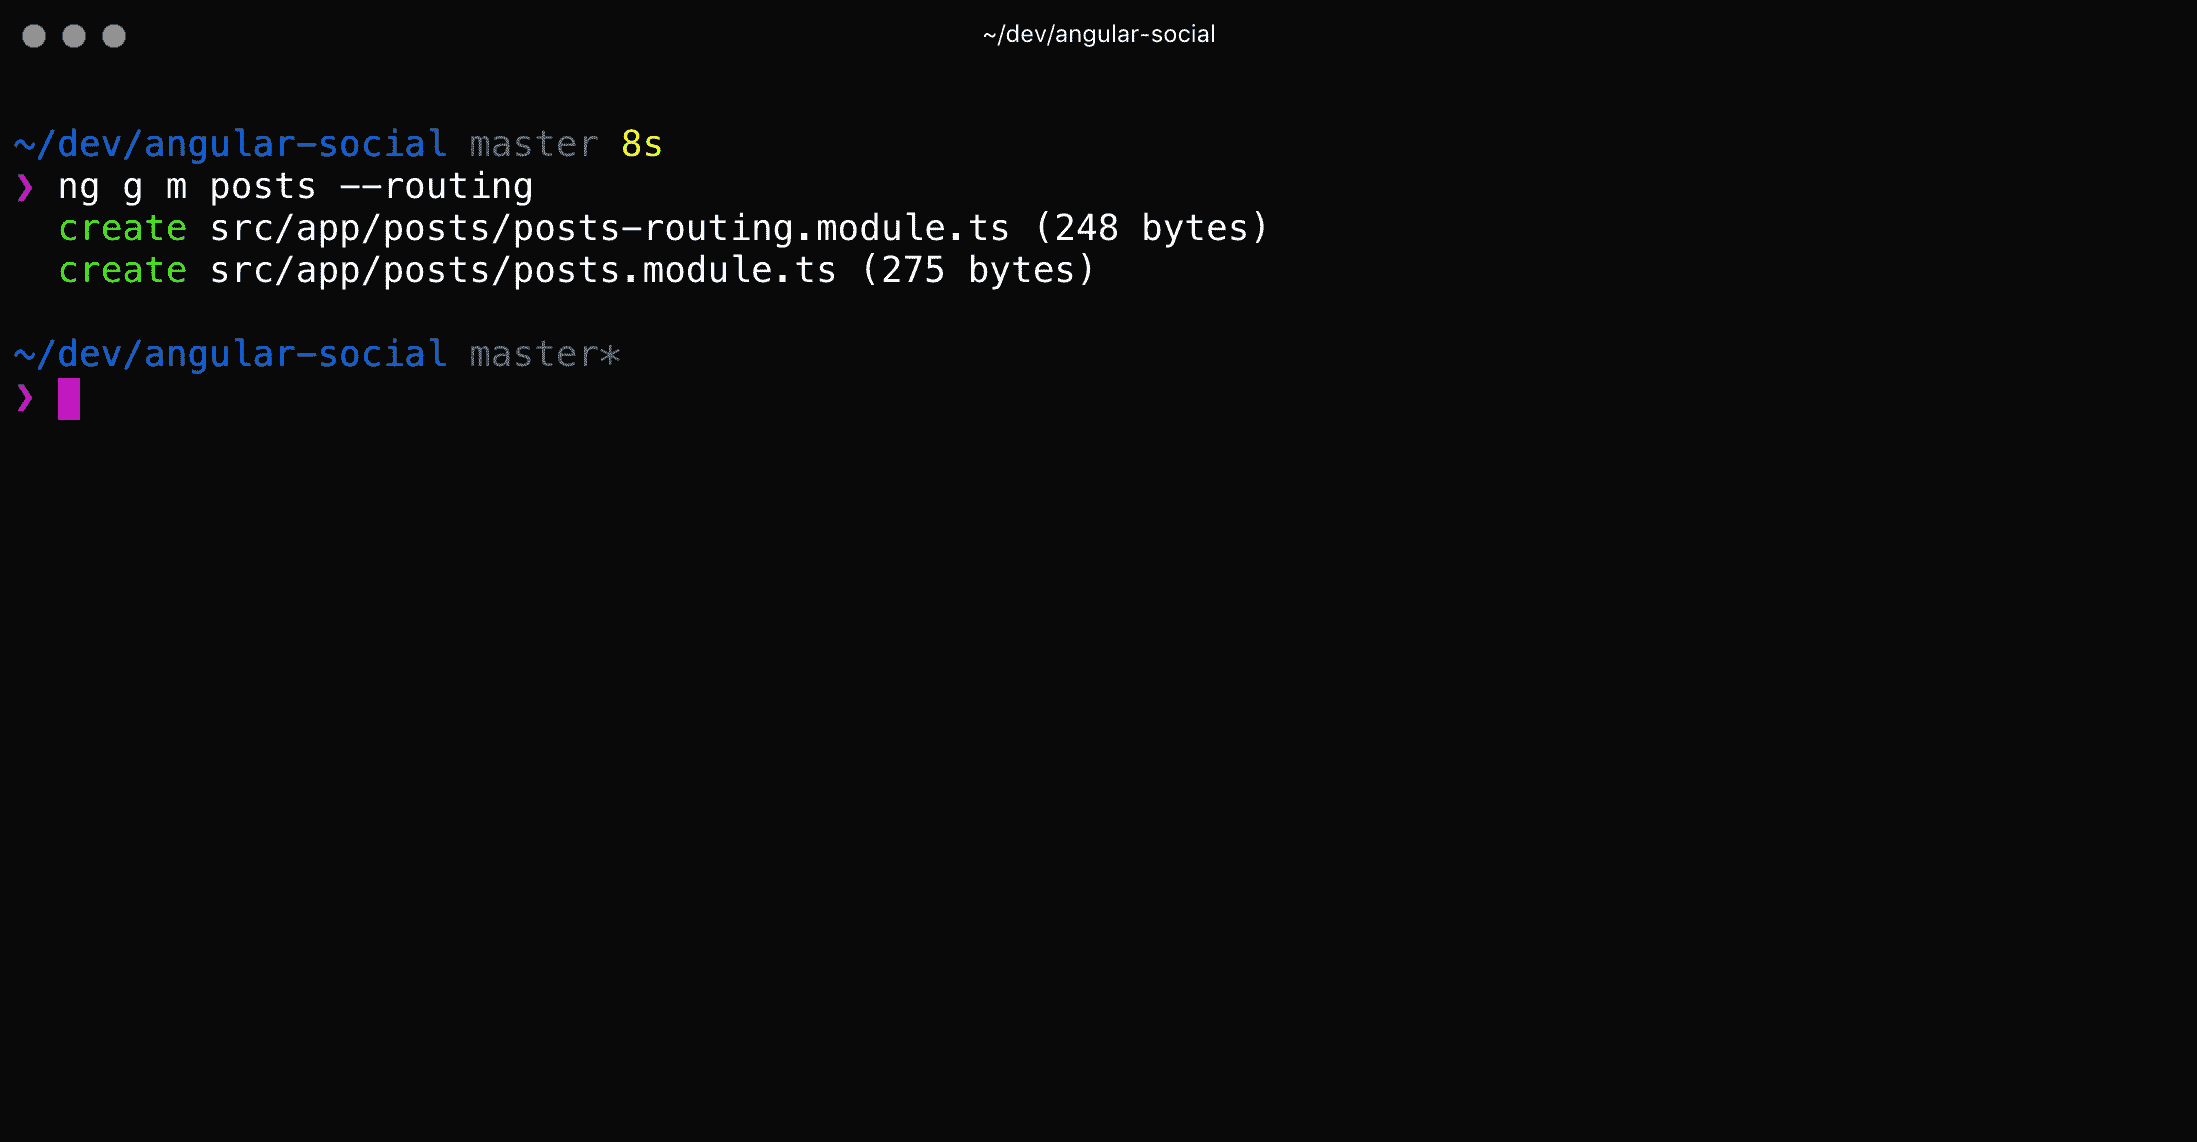 ~/dev/angular-social
~/dev/angular-social master 8s
❯ ng g m posts --routing
create src/app/posts/posts-routing.module.ts (248 bytes)
create src/app/posts/posts.module.ts (275 bytes)
~/dev/angular-social master*
❯